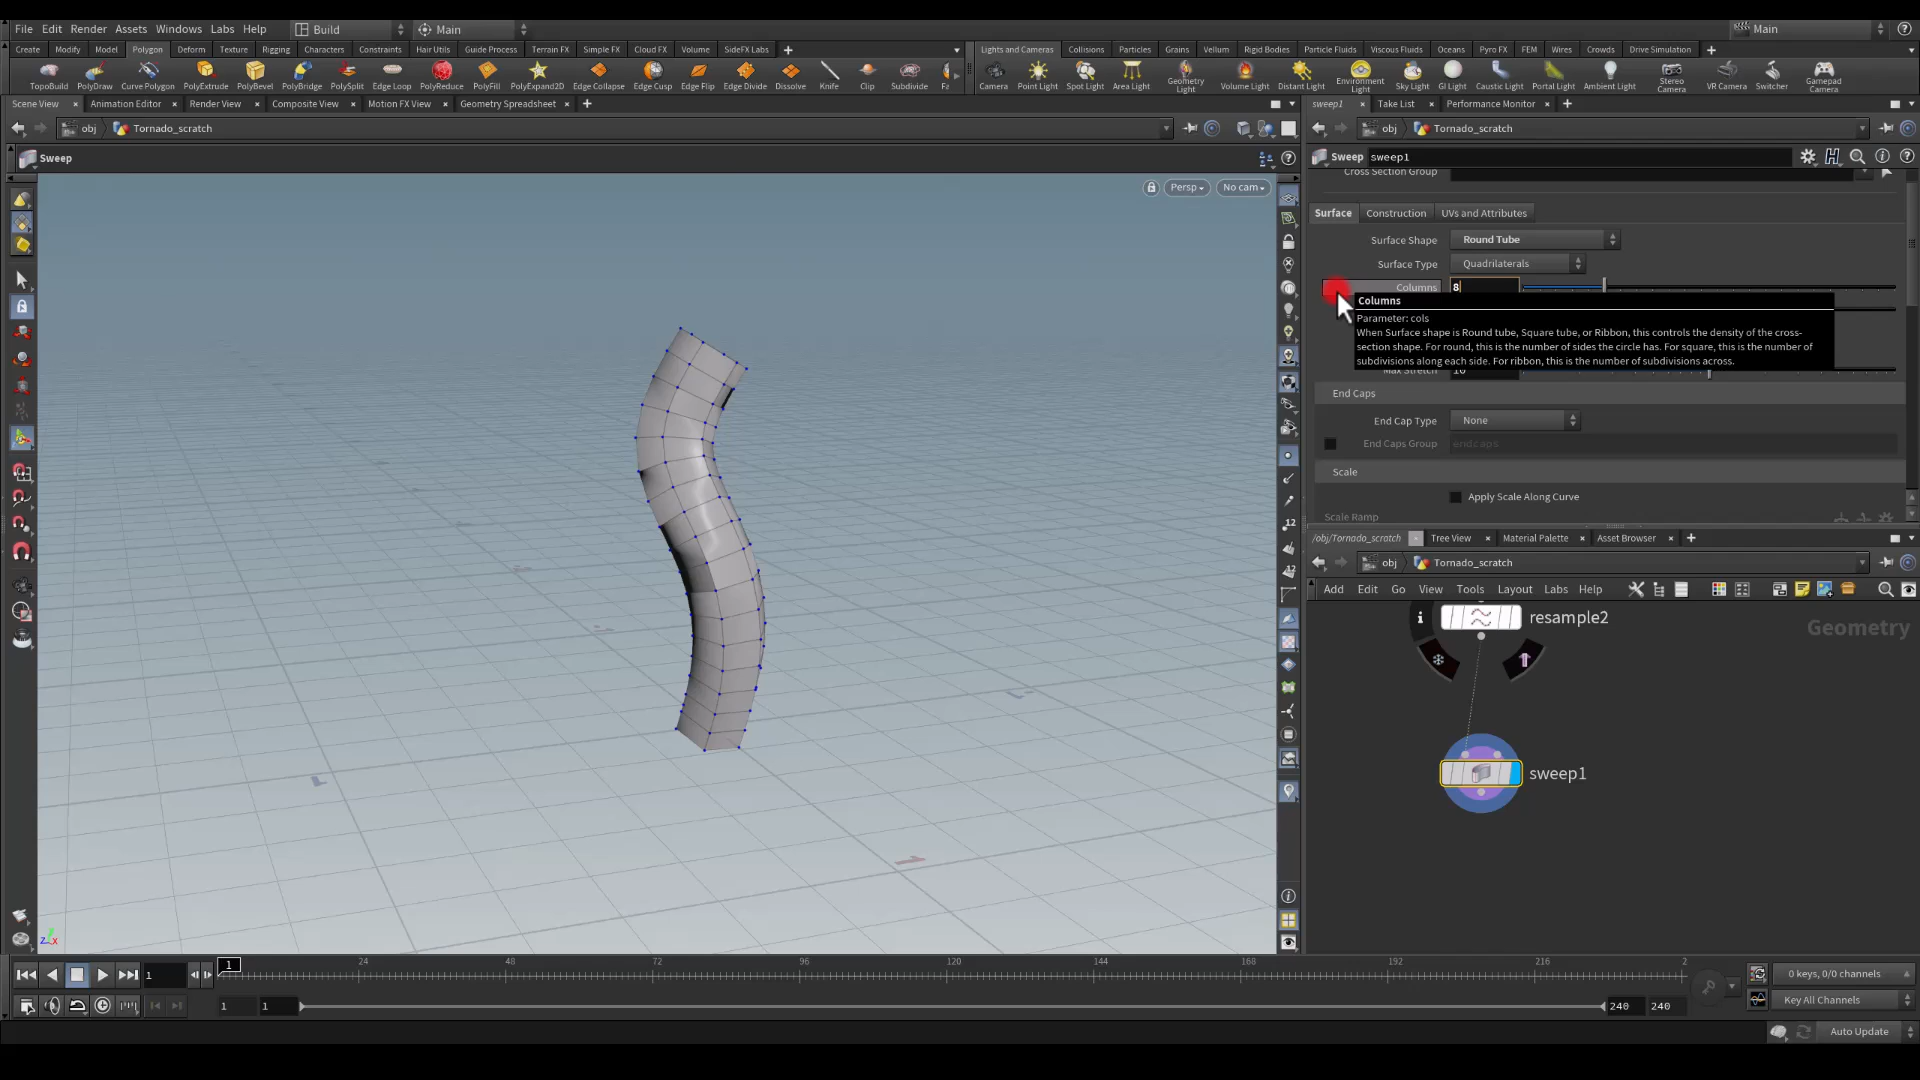 File Edit Render Assets Windows Labs Help Build Main Main
Create Modify Model Polygon Deform Texture Rigging Characters Constraints Hair Utils Guide Process Terrain FX Simple FX Cloud FX Volume SideFX Labs
Lights and Cameras Collisions Particles Grains Vellum Rigid Bodies Particle Fluids Viscous Fluids Oceans Pyro FX FEM Wires Crowds Drive Simulation
TopoBuild PolyDraw Curve Polygon PolyExtrude PolyBevel PolyBridge PolySplit Edge Loop PolyReduce PolyFill PolyExpand2D Edge Collapse Edge Cusp Edge Flip Edge Divide Dissolve Knife Clip Subdivide Fa
Camera Point Light Spot Light Area Light Geometry Light Volume Light Distant Light Environment Light Sky Light GI Light Caustic Light Portal Light Ambient Light Stereo Camera VR Camera Switcher Gamepad Camera
Scene View Animation Editor Render View Composite View Motion FX View Geometry Spreadsheet
sweep1 Take List Performance Monitor
obj Tornado_scratch
obj Tornado_scratch
Sweep
Sweep sweep1
Persp No cam
Cross Section Group
Surface Construction UVs and Attributes
Surface Shape Round Tube
Surface Type Quadrilaterals
Columns 8
Columns
Parameter: cols
When Surface shape is Round tube, Square tube, or Ribbon, this controls the density of the cross-
section shape. For round, this is the number of sides the circle has. For square, this is the number of
subdivisions along each side. For ribbon, this is the number of subdivisions across.
Max Stretch 10
End Caps
End Cap Type None
End Caps Group endcaps
Scale
Apply Scale Along Curve
Scale Ramp
/obj/Tornado_scratch Tree View Material Palette Asset Browser
obj Tornado_scratch
Add Edit Go View Tools Layout Labs Help
resample2
Geometry
sweep1
12
12
z x
1
1 24 48 72 96 120 144 168 192 216 2
0 keys, 0/0 channels
1 1 240 240
Key All Channels
Auto Update